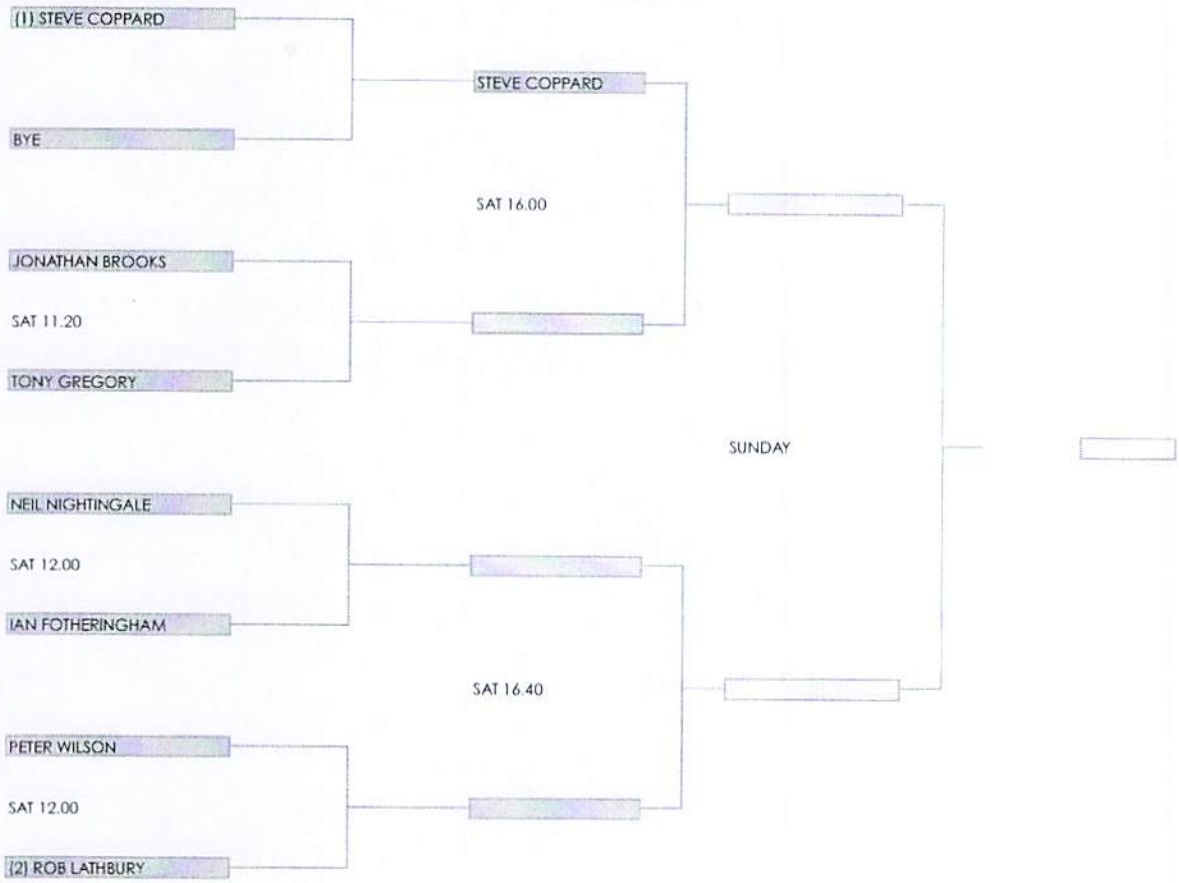 (1) STEVE COPPARD
STEVE COPPARD
BYE
SAT 16.00
JONATHAN BROOKS
SAT 11.20
TONY GREGORY
SUNDAY
NEIL NIGHTINGALE
SAT 12.00
IAN FOTHERINGHAM
SAT 16.40
PETER WILSON
SAT 12.00
(2) ROB LATHBURY